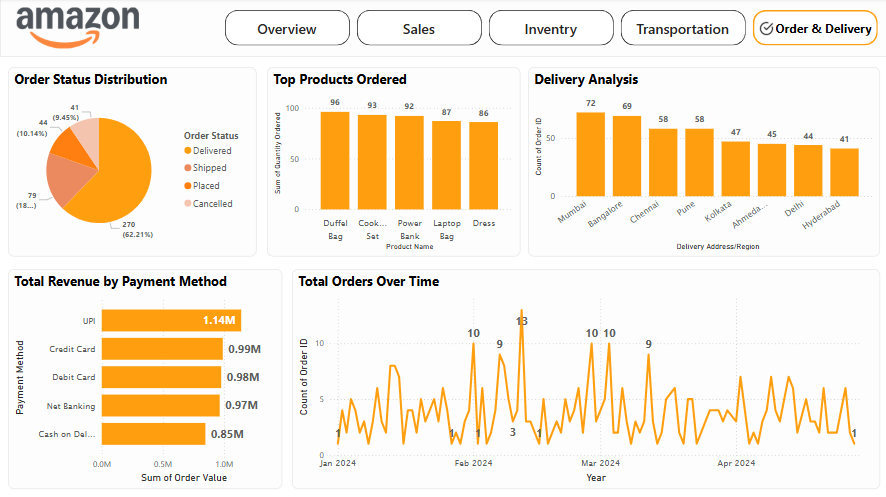 amazon
Overview
Sales
Inventry
Transportation
Order & Delivery
Order Status Distribution
41
(9.45%)
44
(10.14%)
79
(18...)
270
(62.21%)
Order Status
Delivered
Shipped
Placed
Cancelled
Top Products Ordered
Sum of Quantity Ordered
100
50
0
96
93
92
87
86
Duffel Bag
Cook... Set
Power Bank
Laptop Bag
Dress
Product Name
Delivery Analysis
Count of Order ID
50
0
72
69
58
58
47
45
44
41
Mumbai
Bangalore
Chennai
Pune
Kolkata
Ahmeda...
Delhi
Hyderabad
Delivery Address/Region
Total Revenue by Payment Method
Payment Method
UPI 1.14M
Credit Card 0.99M
Debit Card 0.98M
Net Banking 0.97M
Cash on Del... 0.85M
0.0M 0.5M 1.0M
Sum of Order Value
Total Orders Over Time
Count of Order ID
10
5
0
1
10
1
1
9
3
13
1
10
10
9
1
Jan 2024 Feb 2024 Mar 2024 Apr 2024
Year